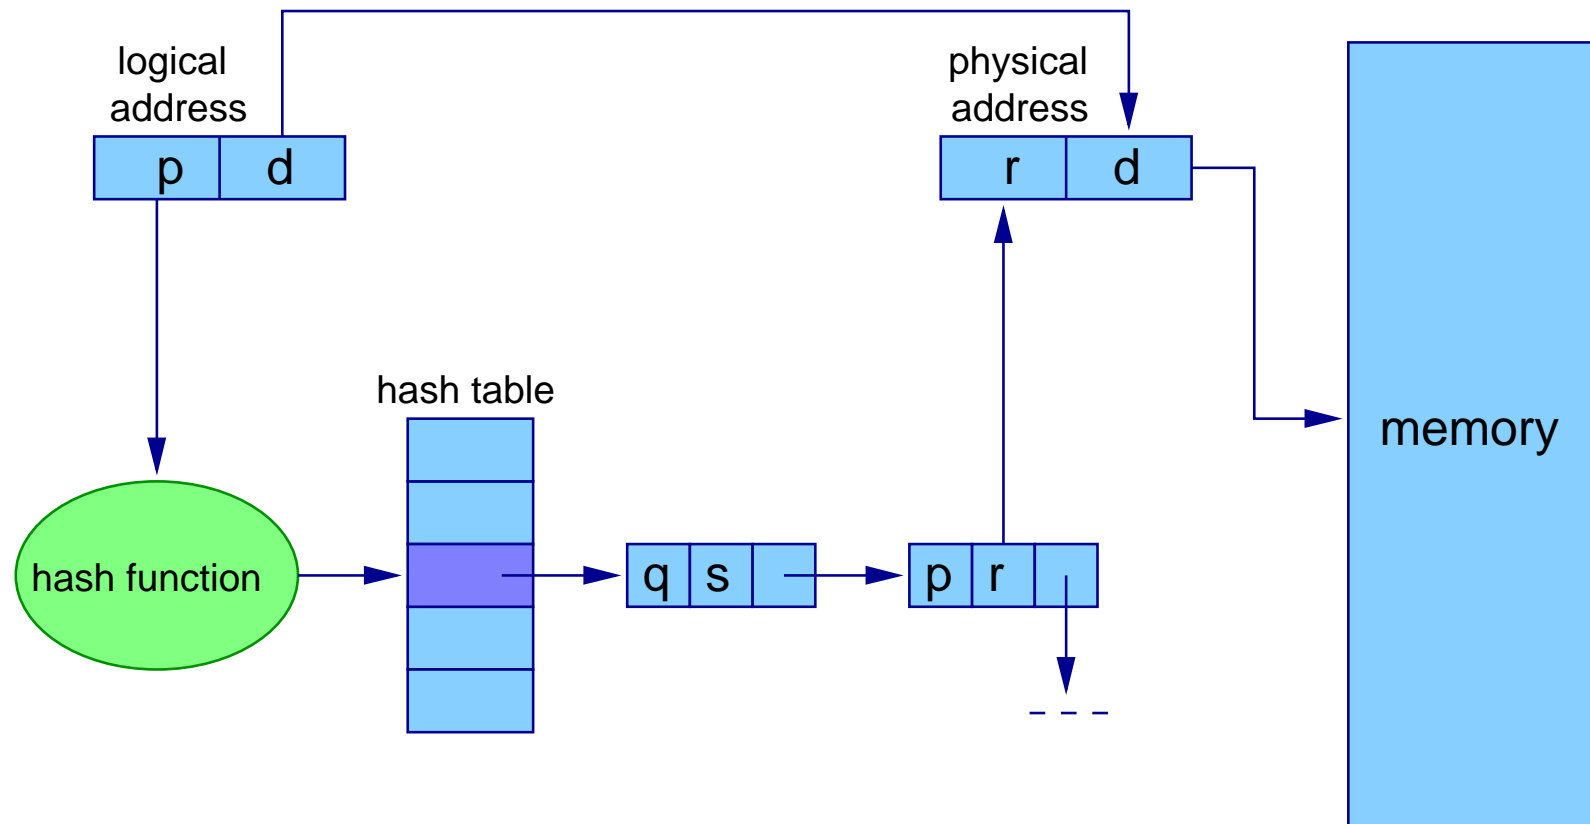 logical
address
p d
physical
address
r d
hash table
hash function
q s
p r
memory